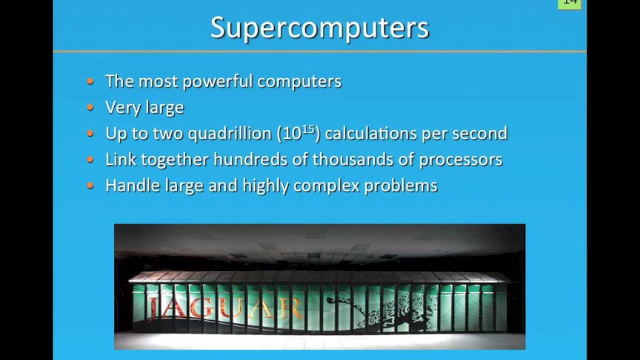 14
Supercomputers
• The most powerful computers
• Very large
• Up to two quadrillion (10¹⁵) calculations per second
• Link together hundreds of thousands of processors
• Handle large and highly complex problems
JAGUAR